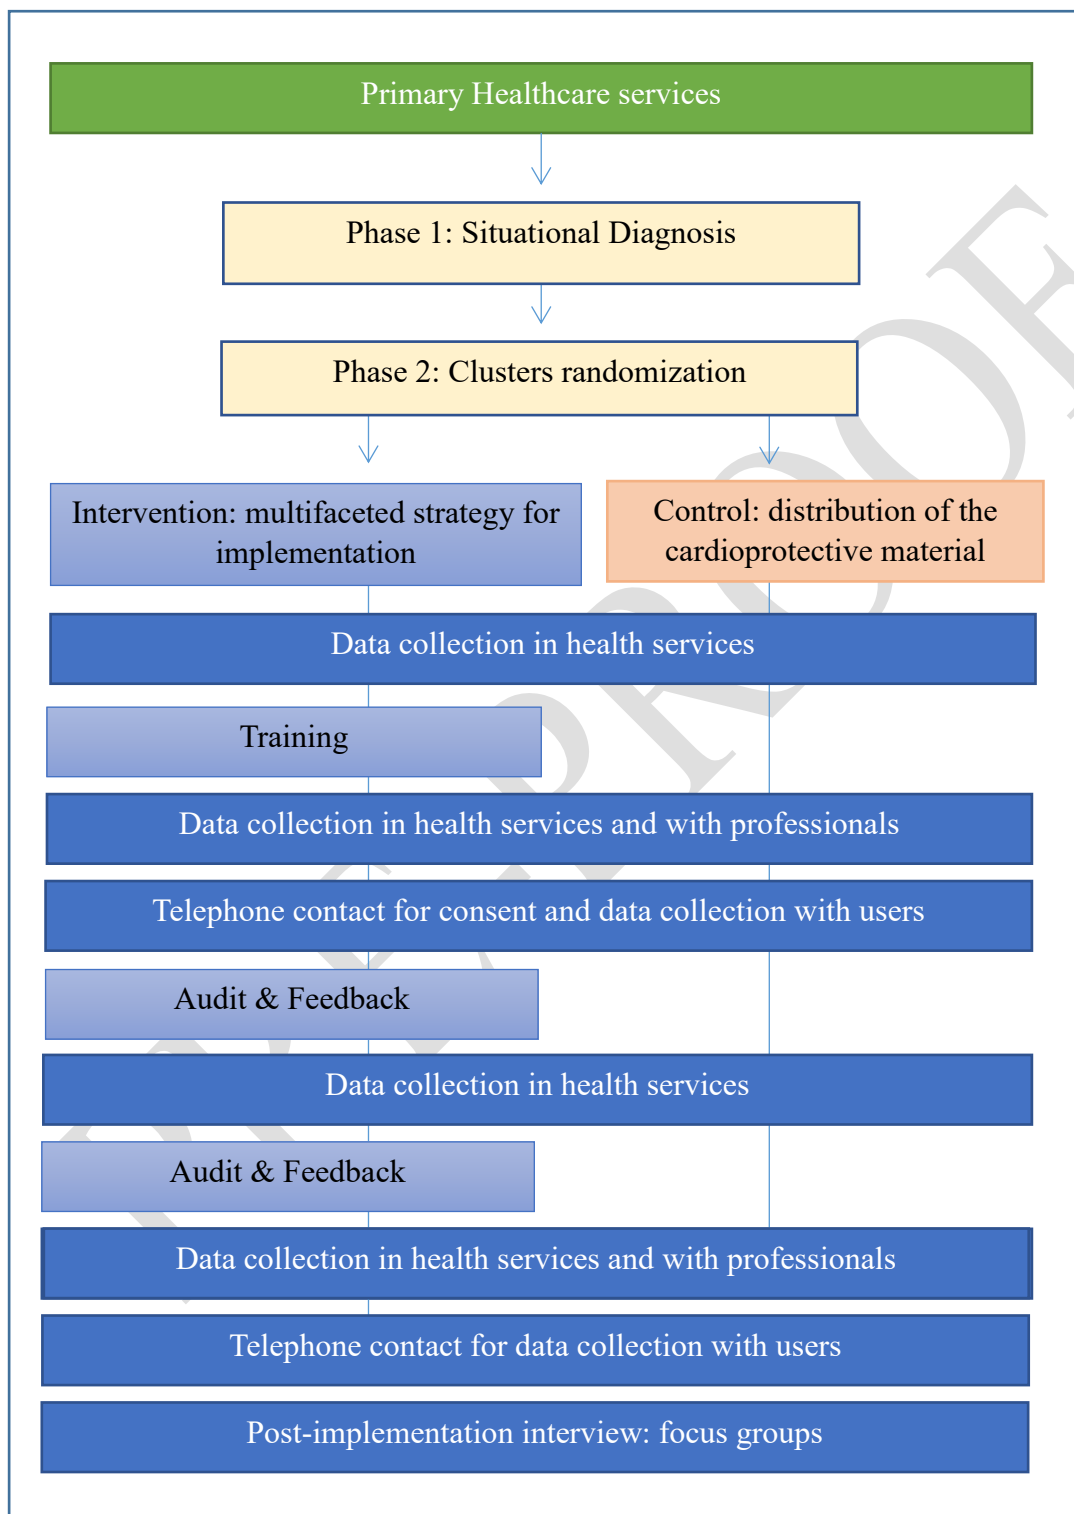 Primary Healthcare services
Phase 1: Situational Diagnosis
Phase 2: Clusters randomization
Intervention: multifaceted strategy for
implementation
Control: distribution of the
cardioprotective material
Data collection in health services
Training
Data collection in health services and with professionals
Telephone contact for consent and data collection with users
Audit & Feedback
Data collection in health services
Audit & Feedback
Data collection in health services and with professionals
Telephone contact for data collection with users
Post-implementation interview: focus groups